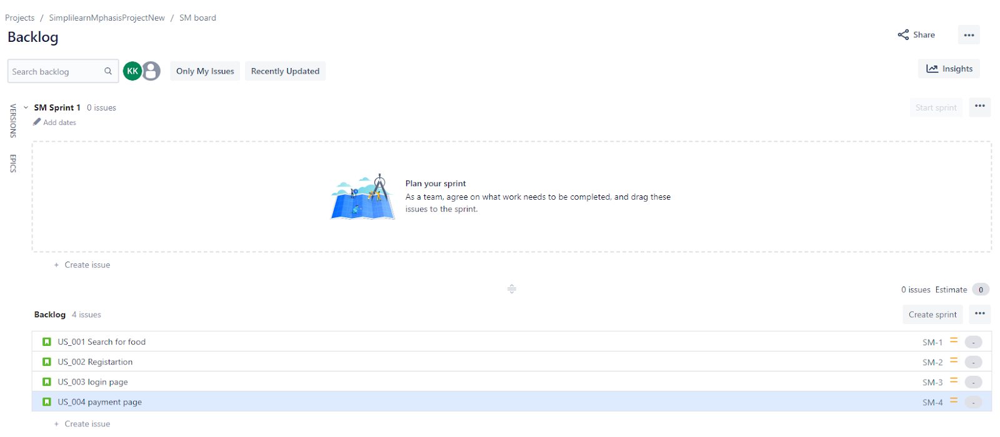 Projects / SimplilearnMphasisProjectNew / SM board
Backlog
Share
Search backlog
KK
Only My Issues
Recently Updated
Insights
VERSIONS
EPICS
SM Sprint 1 0 issues
Start sprint
Add dates
Plan your sprint
As a team, agree on what work needs to be completed, and drag these
issues to the sprint.
+ Create issue
0 issues Estimate 0
Backlog 4 issues
Create sprint
US_001 Search for food SM-1 -
US_002 Registartion SM-2 -
US_003 login page SM-3 -
US_004 payment page SM-4 -
+ Create issue